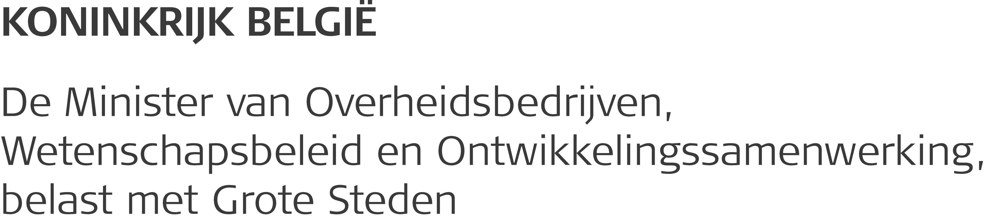 KONINKRIJK BELGIË
De Minister van Overheidsbedrijven,
Wetenschapsbeleid en Ontwikkelingssamenwerking,
belast met Grote Steden